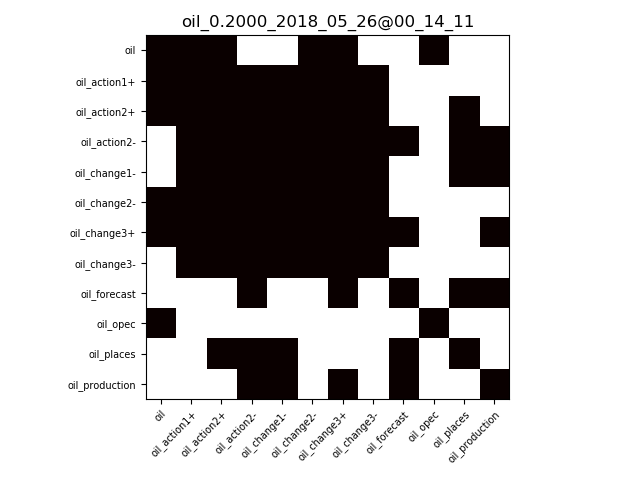 oil_0.2000_2018_05_26@00_14_11
oil
oil_action1+
oil_action2+
oil_action2-
oil_change1-
oil_change2-
oil_change3+
oil_change3-
oil_forecast
oil_opec
oil_places
oil_production
oil
oil_action1+
oil_action2+
oil_action2-
oil_change1-
oil_change2-
oil_change3+
oil_change3-
oil_forecast
oil_opec
oil_places
oil_production